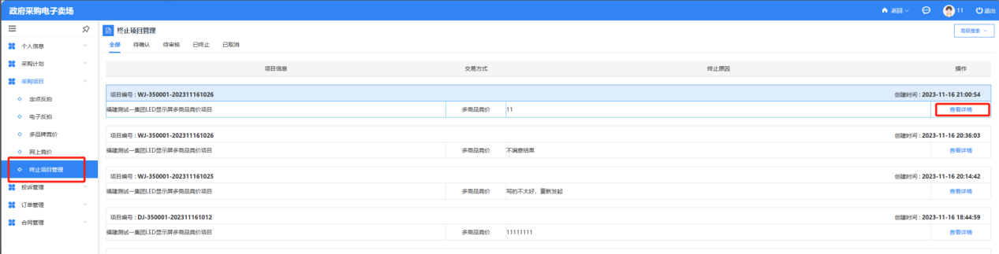 政府采购电子卖场
返回
11
退出
个人信息
采购计划
采购项目
定点反拍
电子反拍
多品牌竞价
网上竞价
终止项目管理
投诉管理
订单管理
合同管理
终止项目管理
高级搜索
全部 待确认 待审核 已终止 已取消
项目信息 交易方式 终止原因 操作
项目编号 : WJ-350001-202311161026 创建时间 : 2023-11-16 21:00:54
福建测试一集团LED显示屏多商品竞价项目 多商品竞价 11 查看详情
项目编号 : WJ-350001-202311161026 创建时间 : 2023-11-16 20:36:03
福建测试一集团LED显示屏多商品竞价项目 多商品竞价 不满意结果 查看详情
项目编号 : WJ-350001-202311161025 创建时间 : 2023-11-16 20:14:42
福建测试一集团LED显示屏多商品竞价项目 多商品竞价 写的不太好，重新发起 查看详情
项目编号 : DJ-350001-202311161012 创建时间 : 2023-11-16 18:44:59
福建测试一集团LED显示屏多商品竞价项目 多商品竞价 11111111 查看详情